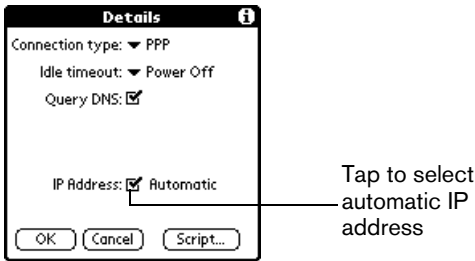 Details
Connection type: PPP
Idle timeout: Power Off
Query DNS:
IP Address: Automatic
OK Cancel Script...
Tap to select
automatic IP
address